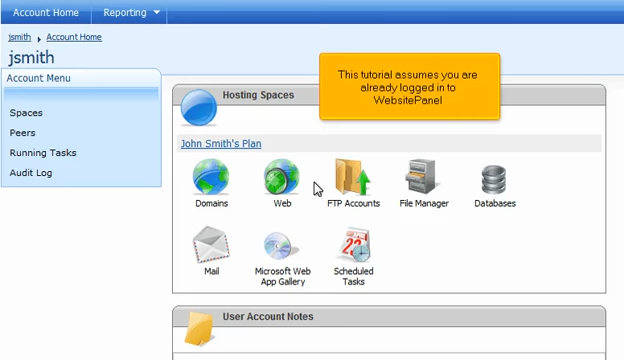 Account Home Reporting
jsmith Account Home
jsmith
Account Menu
Spaces
Peers
Running Tasks
Audit Log
This tutorial assumes you are
already logged in to
WebsitePanel
Hosting Spaces
John Smith's Plan
Domains Web FTP Accounts File Manager Databases
Mail Microsoft Web Scheduled
App Gallery Tasks
User Account Notes